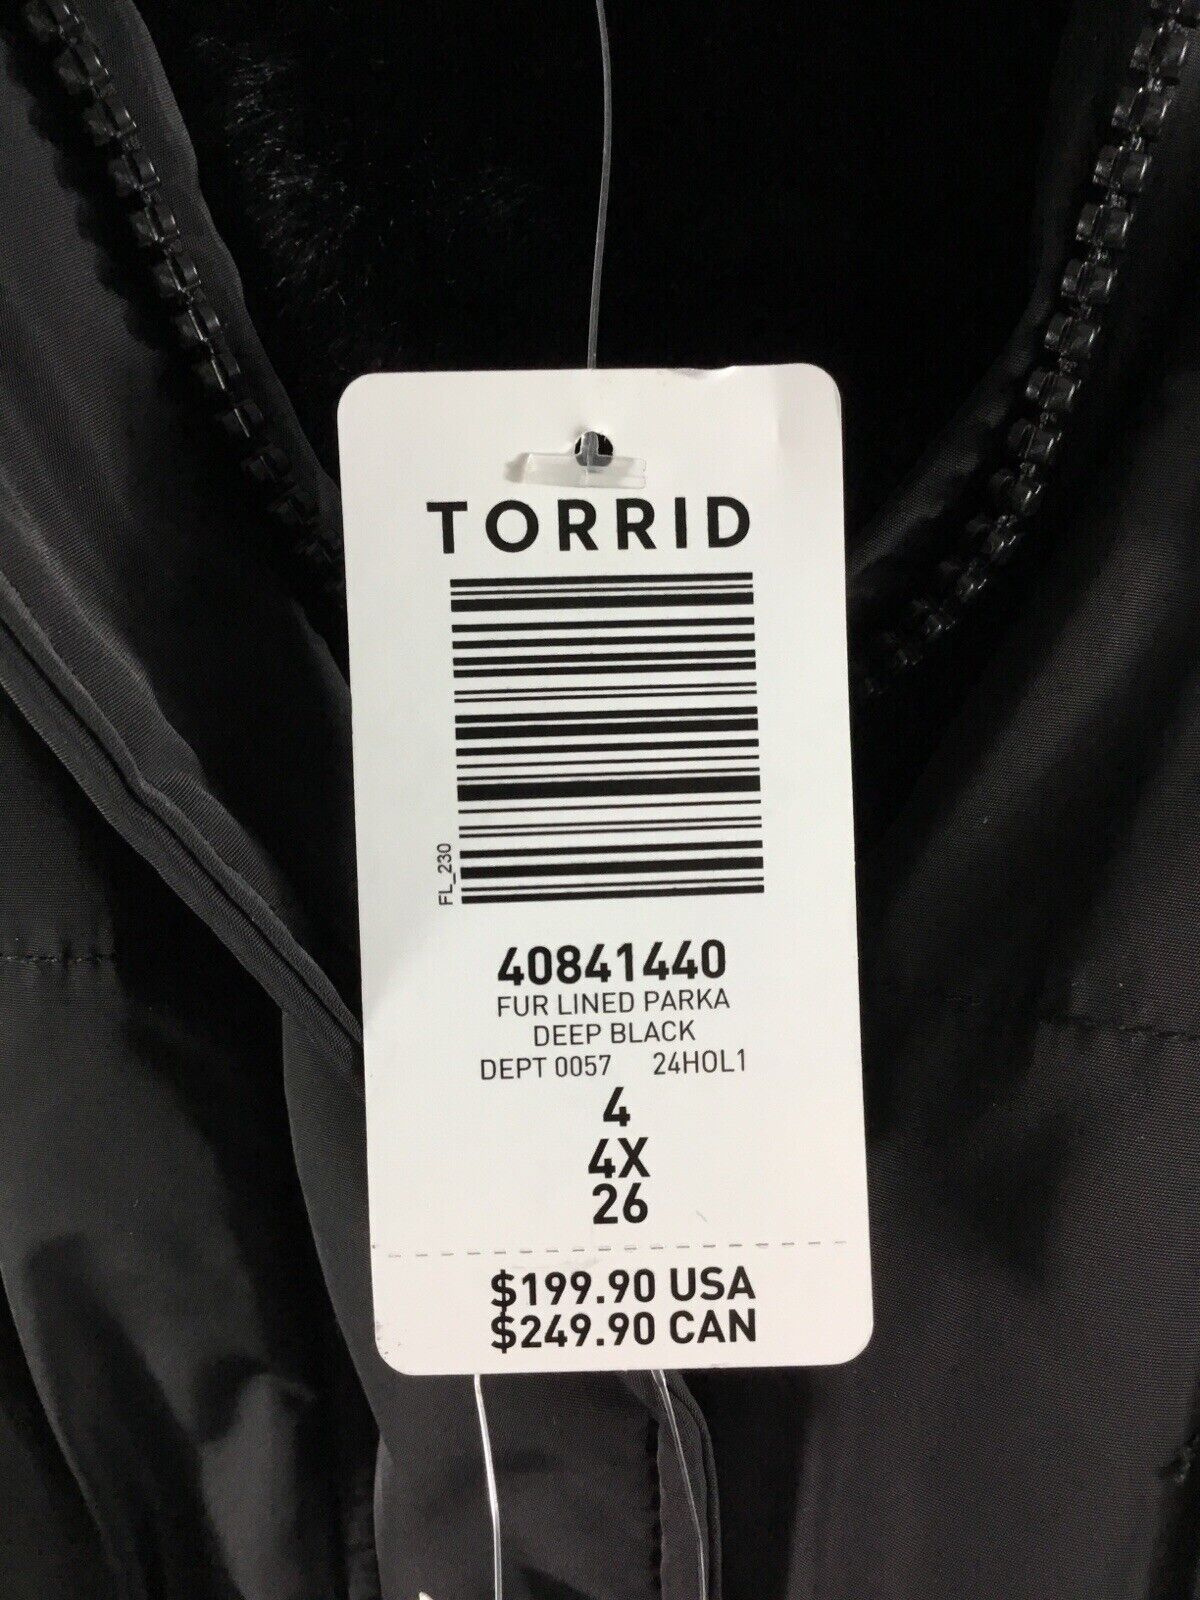 TORRID
FL_230
40841440
FUR LINED PARKA
DEEP BLACK
DEPT 0057 24HOL1
4
4X
26
$199.90 USA
$249.90 CAN